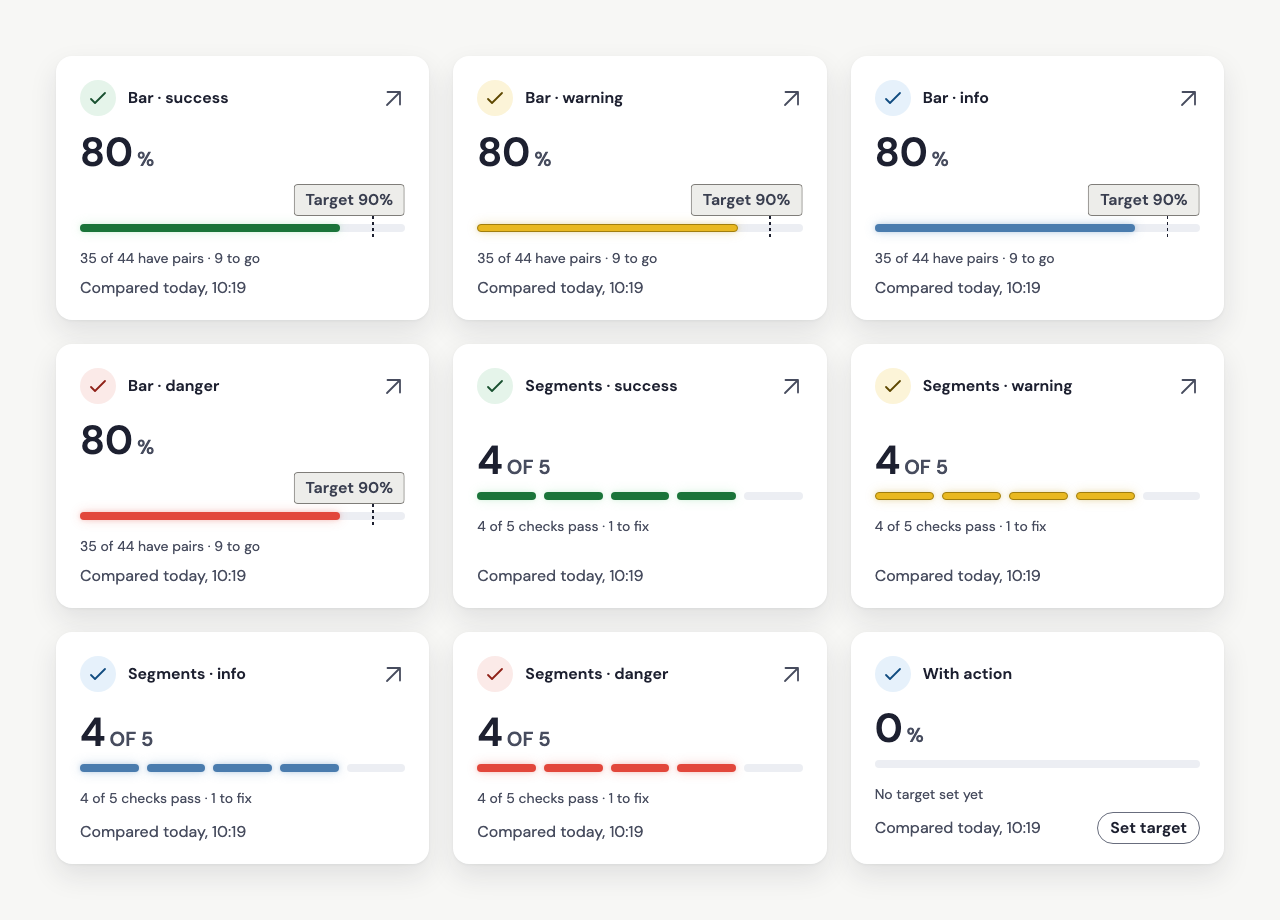 Bar · success
80 %
Target 90%
35 of 44 have pairs · 9 to go
Compared today, 10:19
Bar · warning
80 %
Target 90%
35 of 44 have pairs · 9 to go
Compared today, 10:19
Bar · info
80 %
Target 90%
35 of 44 have pairs · 9 to go
Compared today, 10:19
Bar · danger
80 %
Target 90%
35 of 44 have pairs · 9 to go
Compared today, 10:19
Segments · success
4 OF 5
4 of 5 checks pass · 1 to fix
Compared today, 10:19
Segments · warning
4 OF 5
4 of 5 checks pass · 1 to fix
Compared today, 10:19
Segments · info
4 OF 5
4 of 5 checks pass · 1 to fix
Compared today, 10:19
Segments · danger
4 OF 5
4 of 5 checks pass · 1 to fix
Compared today, 10:19
With action
0 %
No target set yet
Compared today, 10:19
Set target